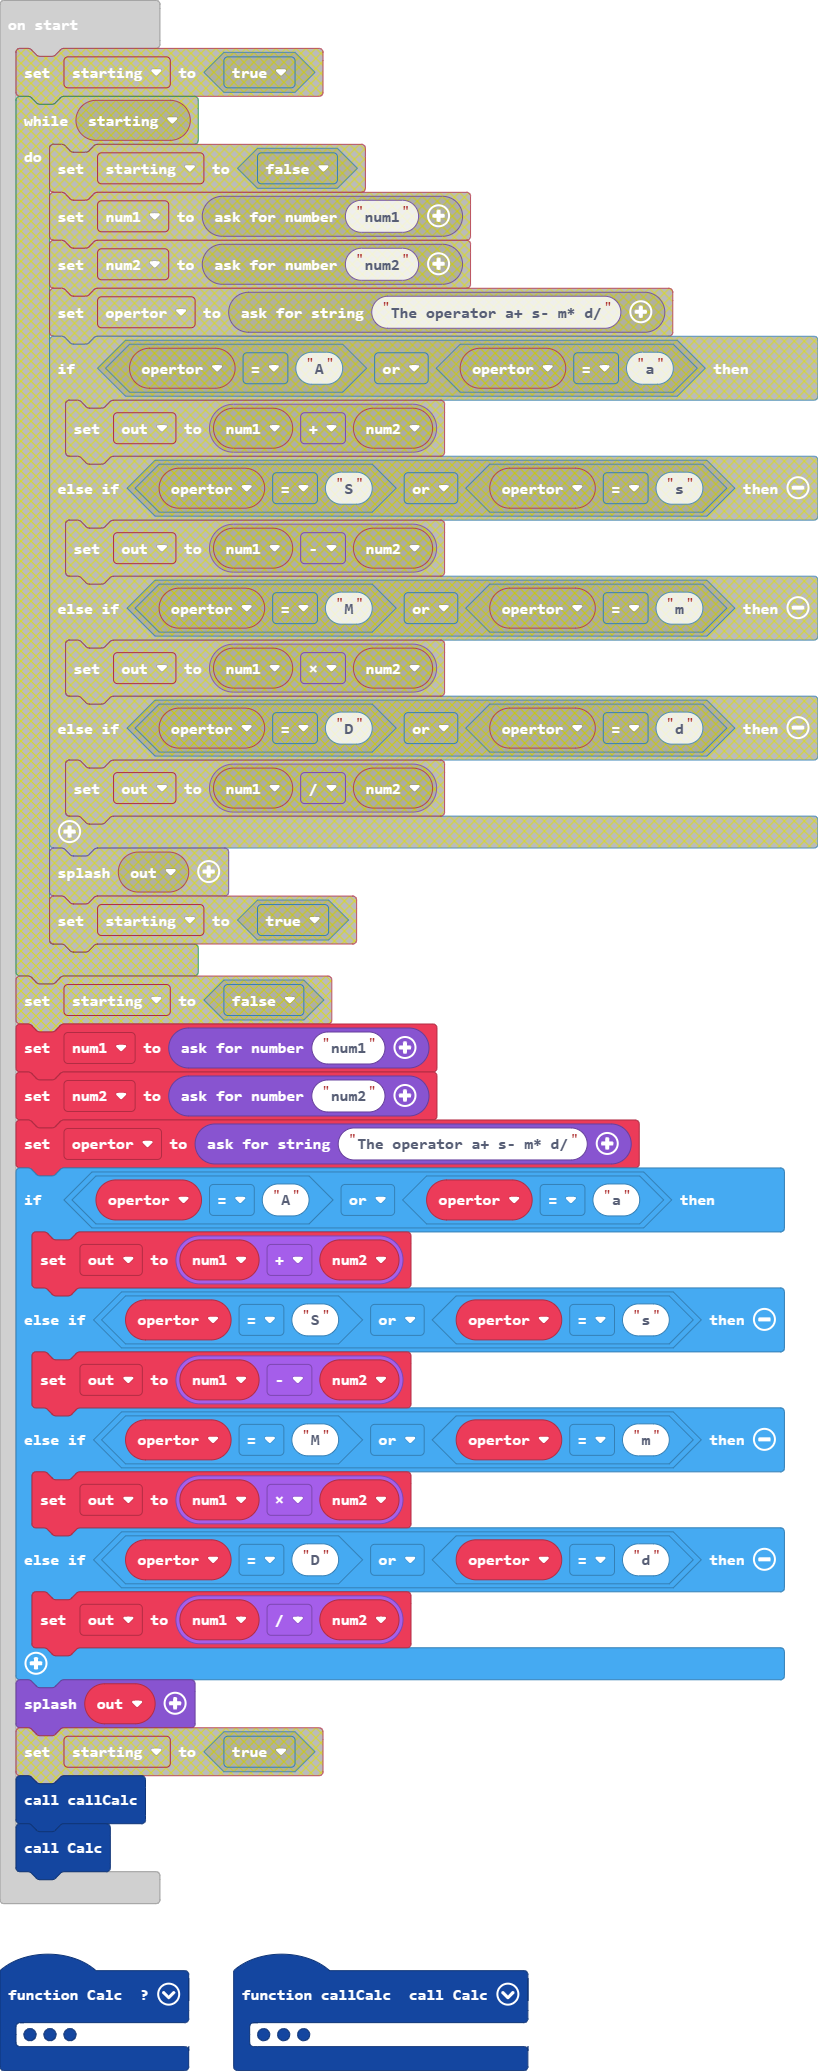 on start
set starting to true
while starting
do
set starting to false
set num1 to ask for number "num1"
set num2 to ask for number "num2"
set opertor to ask for string "The operator a+ s- m* d/"
if opertor = "A" or opertor = "a" then
set out to num1 + num2
else if opertor = "S" or opertor = "s" then
set out to num1 - num2
else if opertor = "M" or opertor = "m" then
set out to num1 × num2
else if opertor = "D" or opertor = "d" then
set out to num1 / num2
splash out
set starting to true
set starting to false
set num1 to ask for number "num1"
set num2 to ask for number "num2"
set opertor to ask for string "The operator a+ s- m* d/"
if opertor = "A" or opertor = "a" then
set out to num1 + num2
else if opertor = "S" or opertor = "s" then
set out to num1 - num2
else if opertor = "M" or opertor = "m" then
set out to num1 × num2
else if opertor = "D" or opertor = "d" then
set out to num1 / num2
splash out
set starting to true
call callCalc
call Calc
function Calc ?
function callCalc call Calc